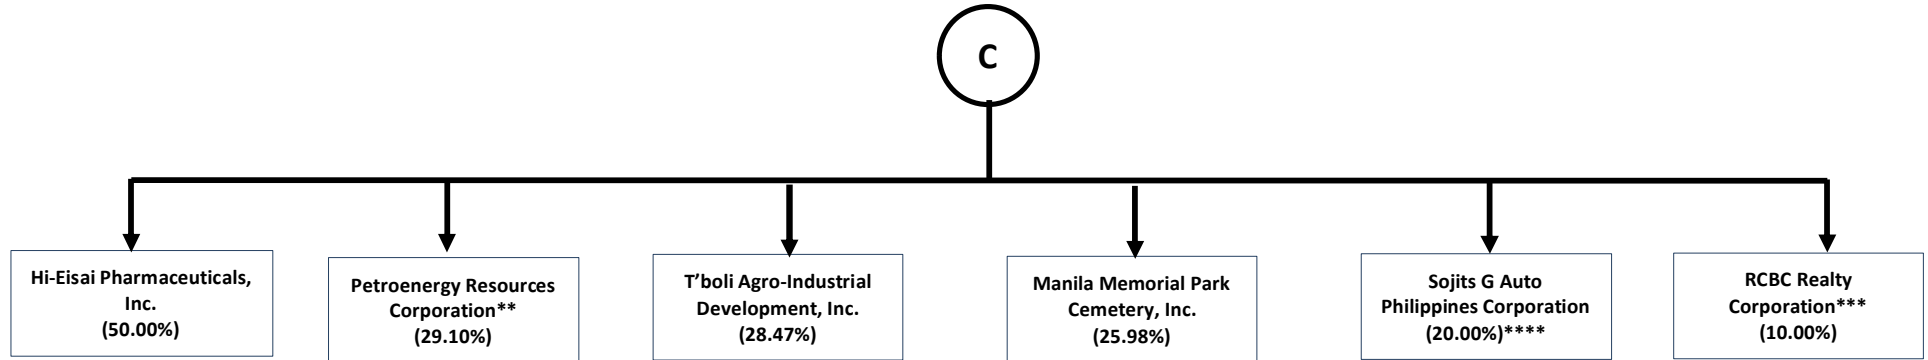 C
Hi-Eisai Pharmaceuticals,
Inc.
(50.00%)
Petroenergy Resources
Corporation**
(29.10%)
T’boli Agro-Industrial
Development, Inc.
(28.47%)
Manila Memorial Park
Cemetery, Inc.
(25.98%)
Sojits G Auto
Philippines Corporation
(20.00%)****
RCBC Realty
Corporation***
(10.00%)